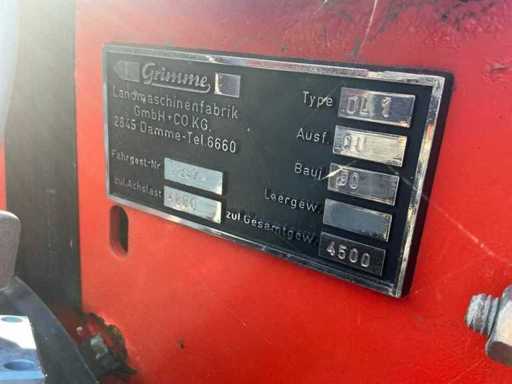 Grimme
Landmaschinenfabrik
GmbH+CO.KG.
2845 Damme-Tel.6660
Type
Ausf.
Bauj. 80
Leergew.
Fahrgest-Nr
zul.Achslast
zul Gesamtgew. 4500